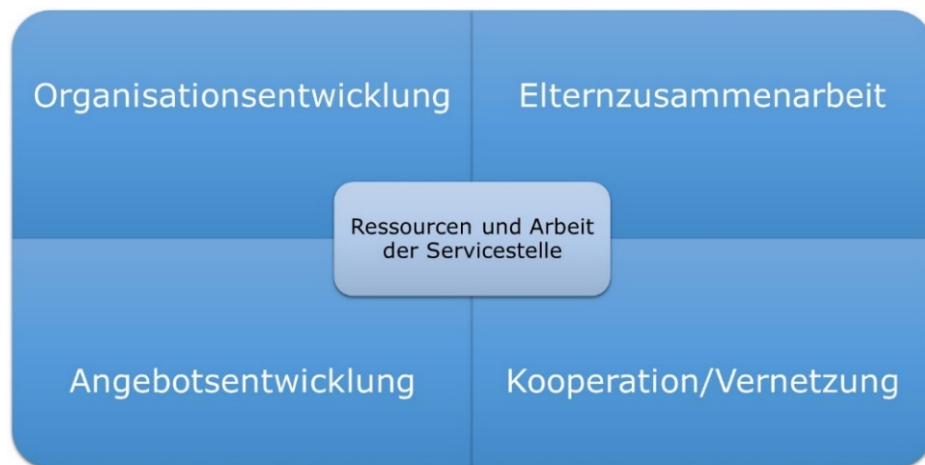 Organisationsentwicklung
Elternzusammenarbeit
Ressourcen und Arbeit
der Servicestelle
Angebotsentwicklung
Kooperation/Vernetzung